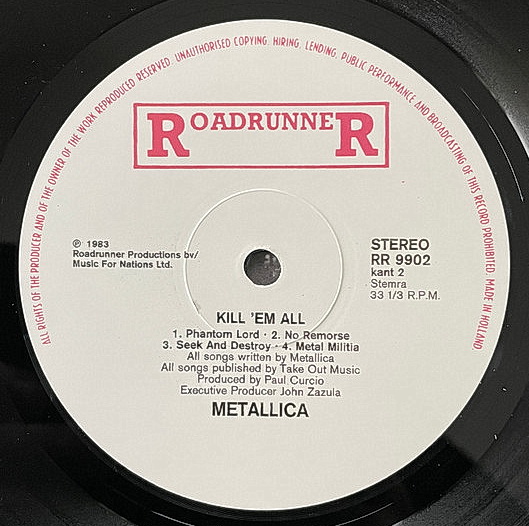 ALL RIGHTS OF THE PRODUCER AND OF THE OWNER OF THE WORK REPRODUCED RESERVED. UNAUTHORISED COPYING, HIRING, LENDING, PUBLIC PERFORMANCE AND BROADCASTING OF THIS RECORD PROHIBITED. MADE IN HOLLAND
ROADRUNNER
℗ 1983
Roadrunner Productions bv/
Music For Nations Ltd.
STEREO
RR 9902
kant 2
Stemra
33 1/3 R.P.M.
KILL 'EM ALL
1. Phantom Lord · 2. No Remorse
3. Seek And Destroy · 4. Metal Militia
All songs written by Metallica
All songs published by Take Out Music
Produced by Paul Curcio
Executive Producer John Zazula
METALLICA